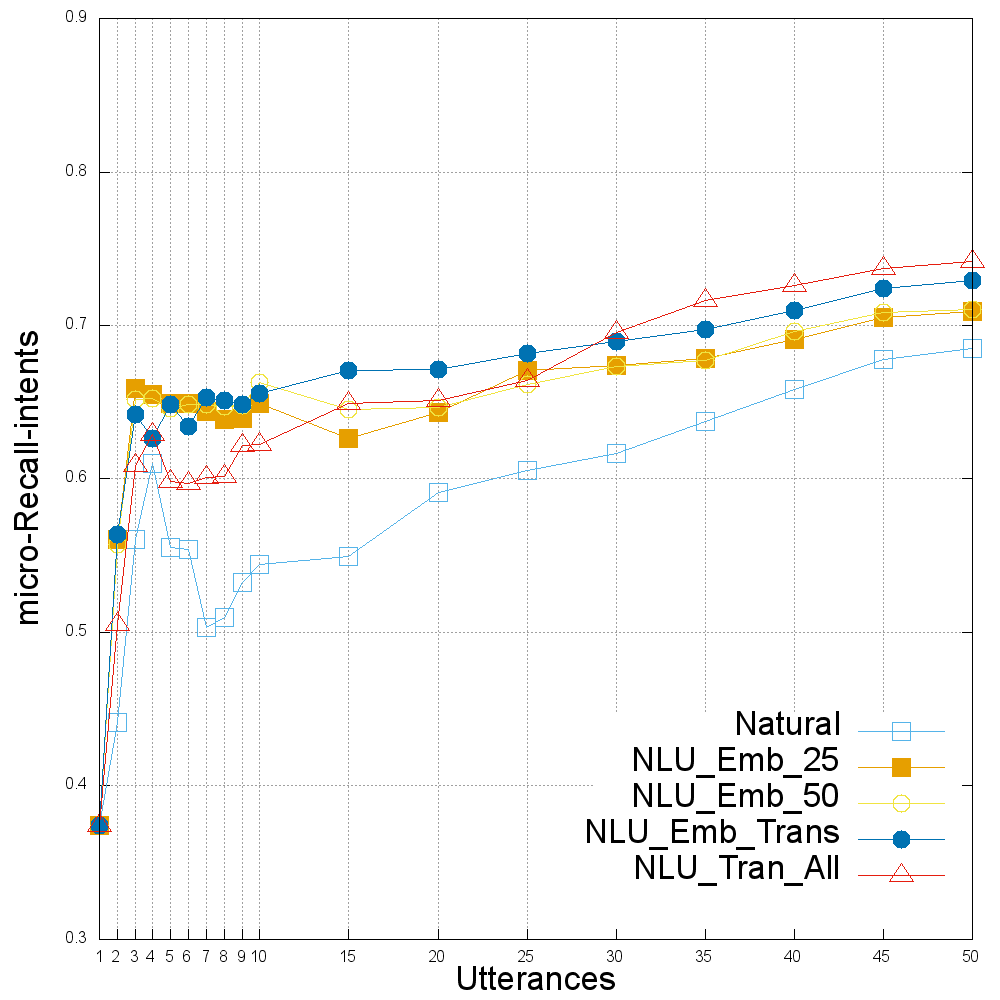 0.9
0.8
0.7
0.6
0.5
0.4
0.3
micro-Recall-intents
Natural
NLU_Emb_25
NLU_Emb_50
NLU_Emb_Trans
NLU_Tran_All
1 2 3 4 5 6 7 8 9 10 15 20 25 30 35 40 45 50
Utterances